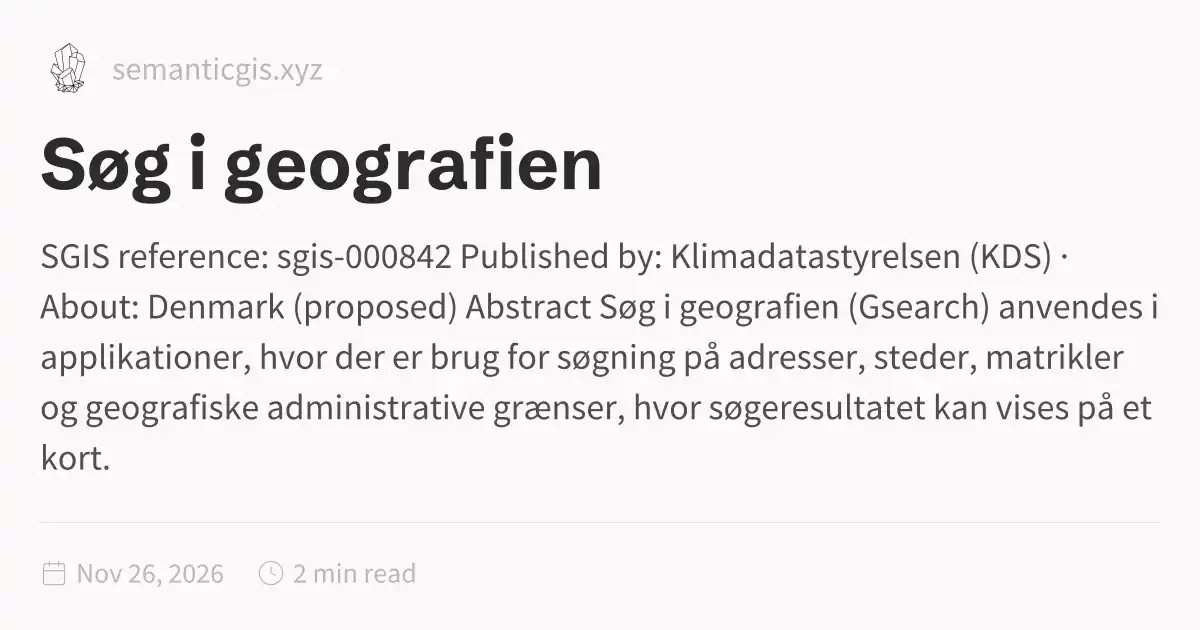 semanticgis.xyz
Søg i geografien
SGIS reference: sgis-000842 Published by: Klimadatastyrelsen (KDS) ·
About: Denmark (proposed) Abstract Søg i geografien (Gsearch) anvendes i
applikationer, hvor der er brug for søgning på adresser, steder, matrikler
og geografiske administrative grænser, hvor søgeresultatet kan vises på et
kort.
Nov 26, 2026 2 min read